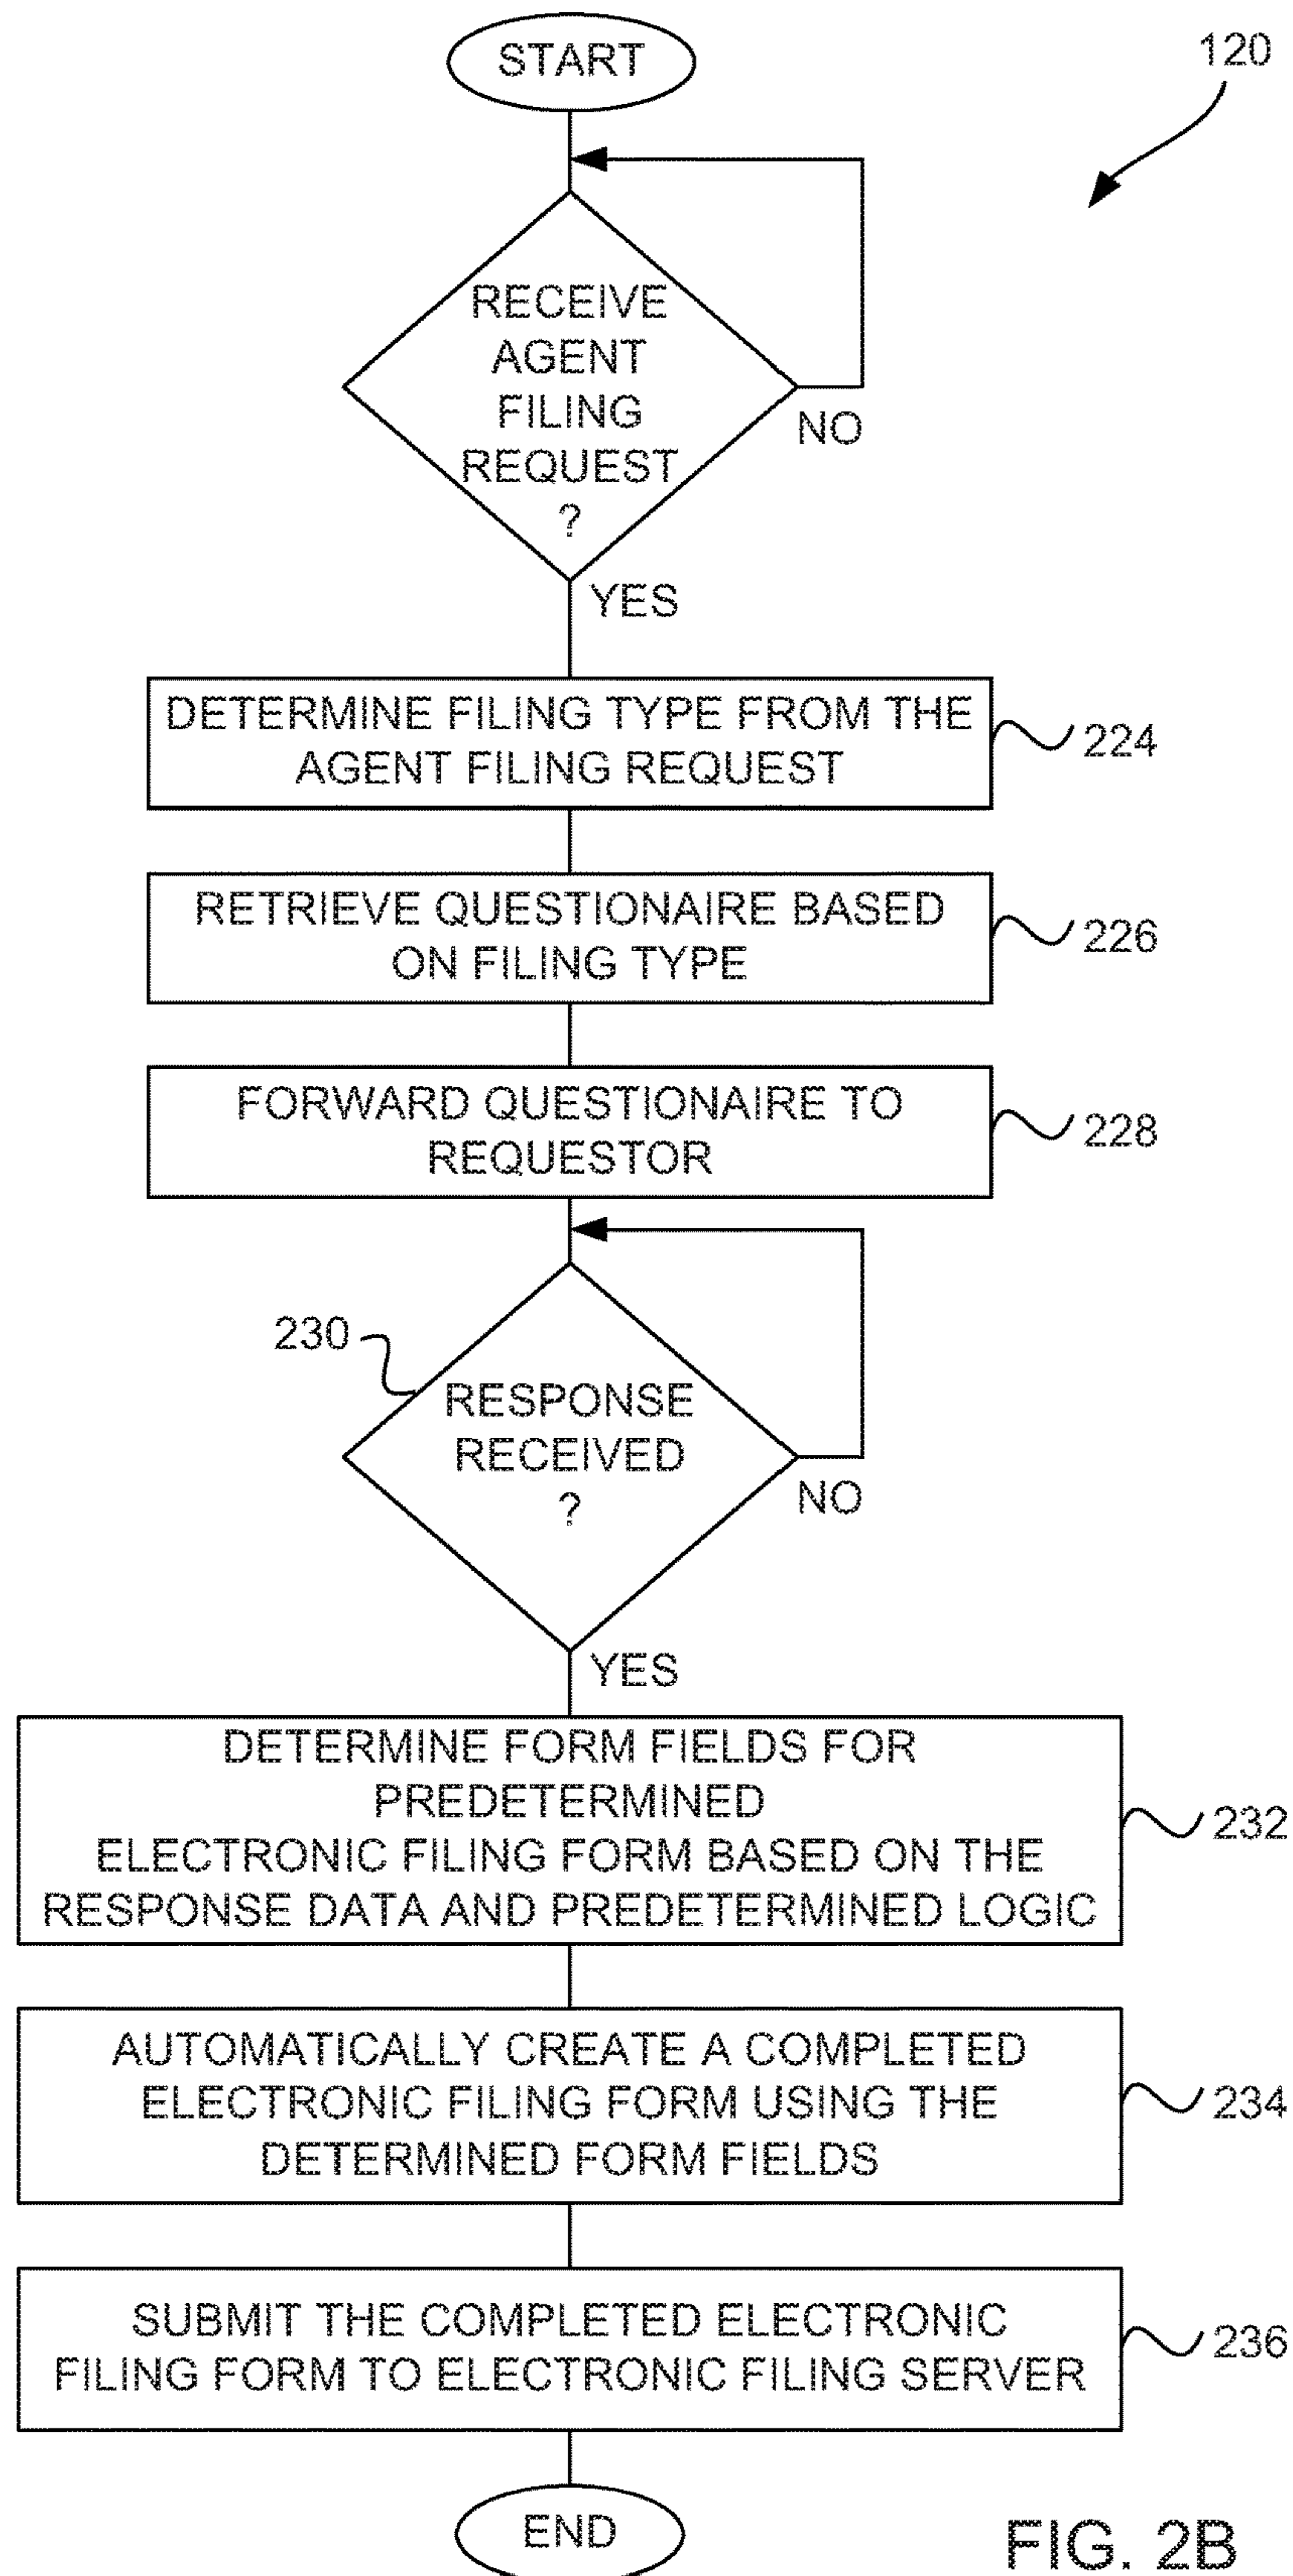 START
120
RECEIVE
AGENT
FILING
REQUEST
?
NO
YES
DETERMINE FILING TYPE FROM THE
AGENT FILING REQUEST
224
RETRIEVE QUESTIONAIRE BASED
ON FILING TYPE
226
FORWARD QUESTIONAIRE TO
REQUESTOR
228
230
RESPONSE
RECEIVED
?
NO
YES
DETERMINE FORM FIELDS FOR
PREDETERMINED
ELECTRONIC FILING FORM BASED ON THE
RESPONSE DATA AND PREDETERMINED LOGIC
232
AUTOMATICALLY CREATE A COMPLETED
ELECTRONIC FILING FORM USING THE
DETERMINED FORM FIELDS
234
SUBMIT THE COMPLETED ELECTRONIC
FILING FORM TO ELECTRONIC FILING SERVER
236
END
FIG. 2B